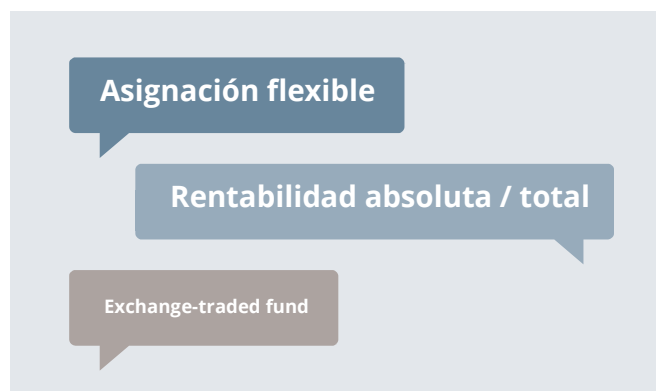 Asignación flexible
Rentabilidad absoluta / total
Exchange-traded fund